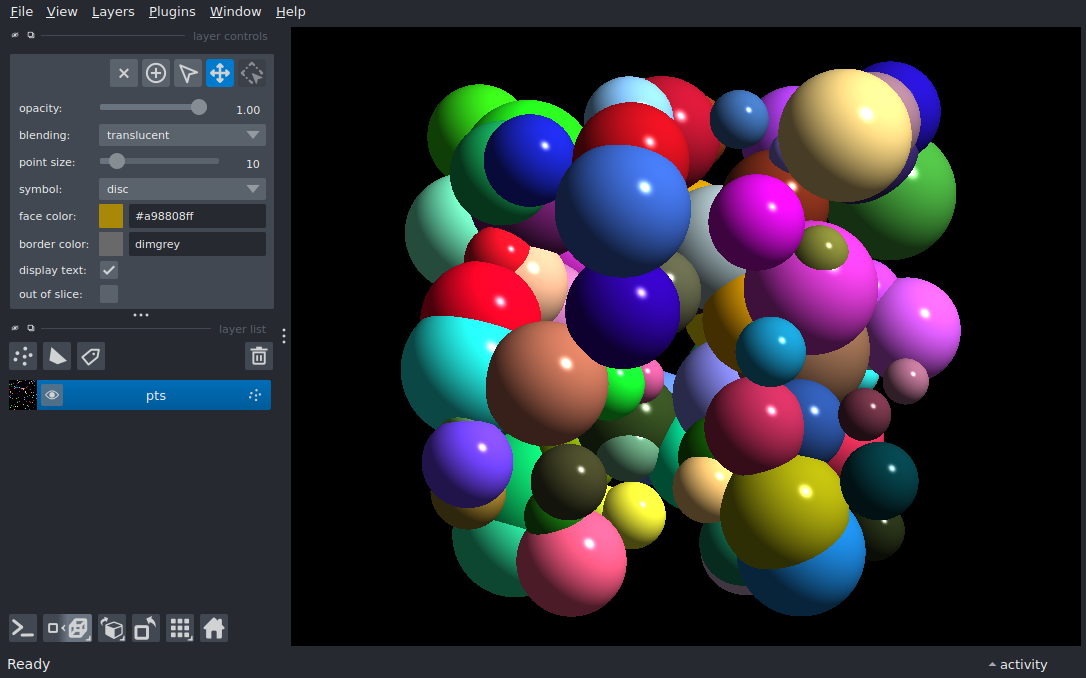 File View Layers Plugins Window Help
layer controls
opacity: 1.00
blending: translucent
point size: 10
symbol: disc
face color: #a98808ff
border color: dimgrey
display text:
out of slice:
layer list
pts
Ready
activity